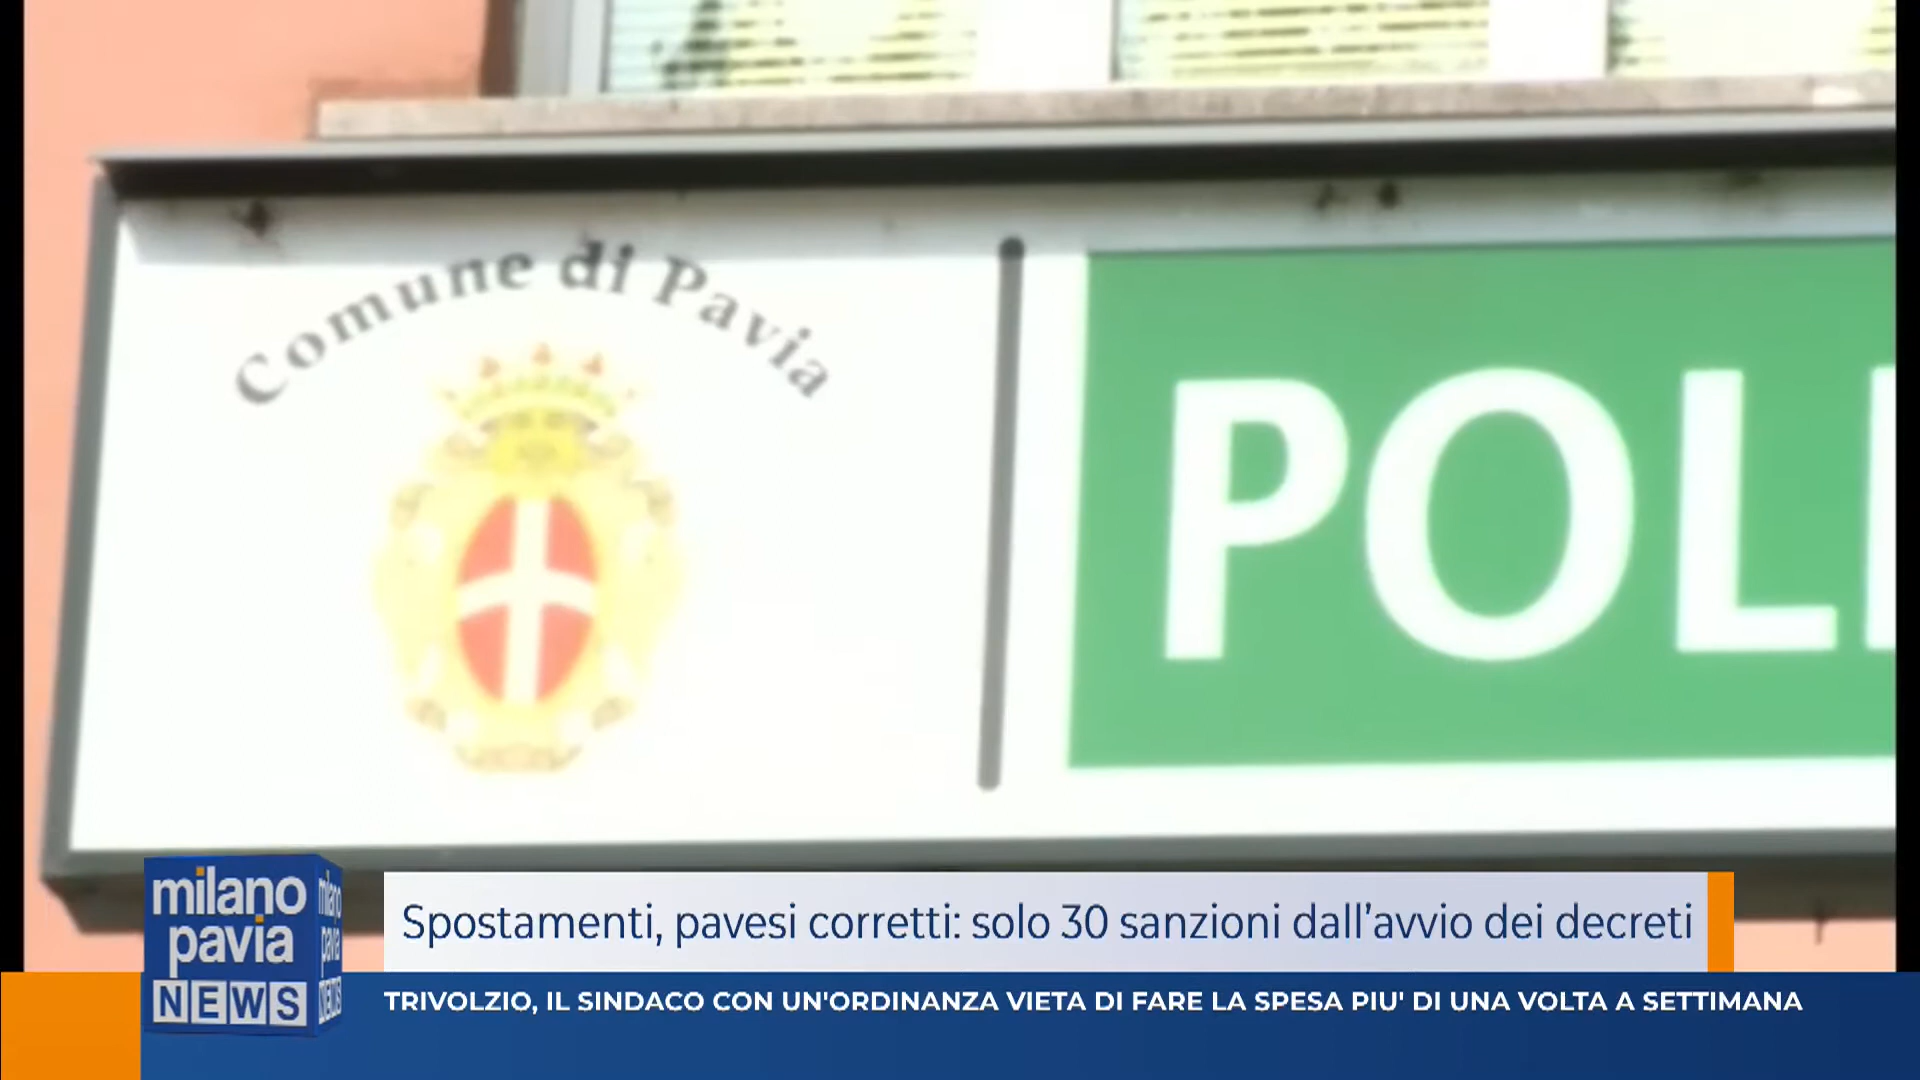 Comune di Pavia
POLI
milano
pavia
NEWS
Spostamenti, pavesi corretti: solo 30 sanzioni dall'avvio dei decreti
TRIVOLZIO, IL SINDACO CON UN'ORDINANZA VIETA DI FARE LA SPESA PIU' DI UNA VOLTA A SETTIMANA